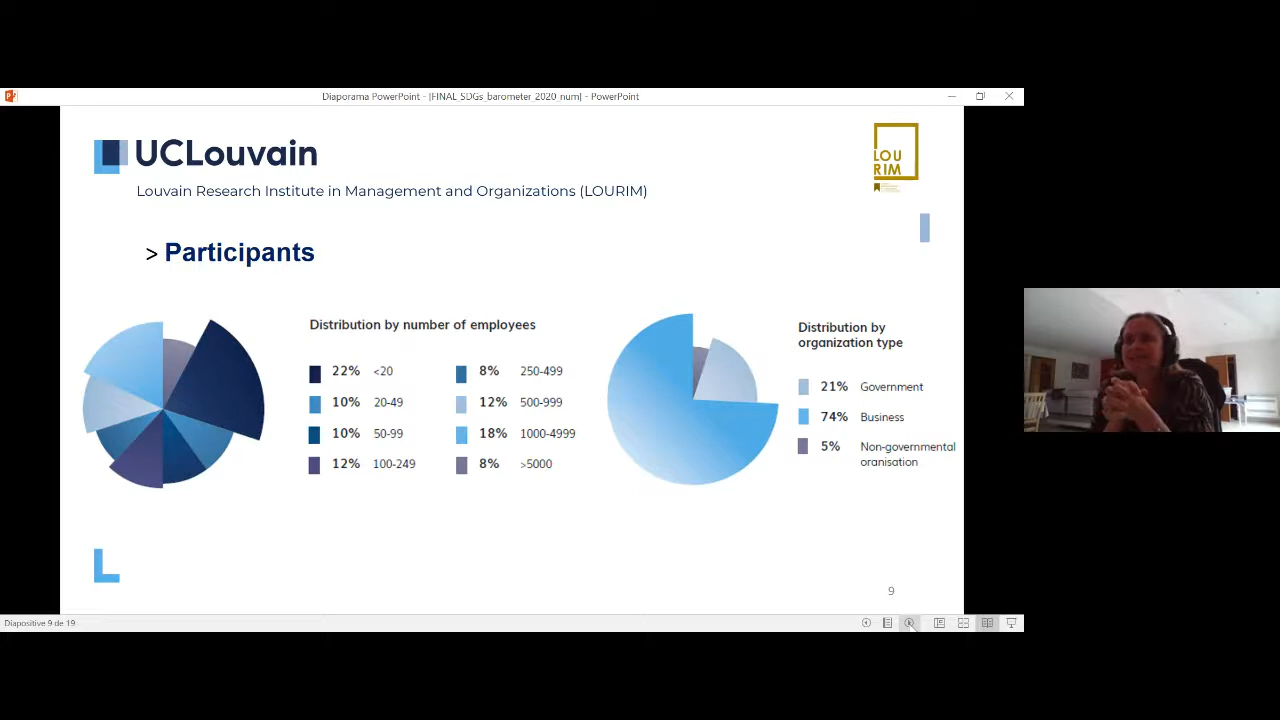 Diaporama PowerPoint - [FINAL_SDGs_barometer_2020_num] - PowerPoint
UCLouvain
LOU
RIM
Louvain Research Institute in Management and Organizations (LOURIM)
> Participants
Distribution by number of employees
22% <20
8% 250-499
10% 20-49
12% 500-999
10% 50-99
18% 1000-4999
12% 100-249
8% >5000
Distribution by
organization type
21% Government
74% Business
5% Non-governmental
oranisation
9
Diapositive 9 de 19